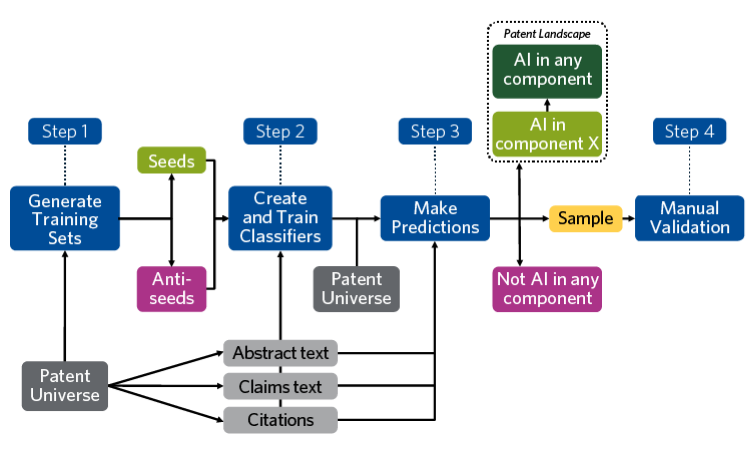 Patent Landscape
AI in any
component
AI in
component X
Step 1
Step 2
Step 3
Step 4
Seeds
Generate
Training
Sets
Create
and Train
Classifiers
Make
Predictions
Sample
Manual
Validation
Anti-
seeds
Patent
Universe
Not AI in any
component
Abstract text
Patent
Universe
Claims text
Citations